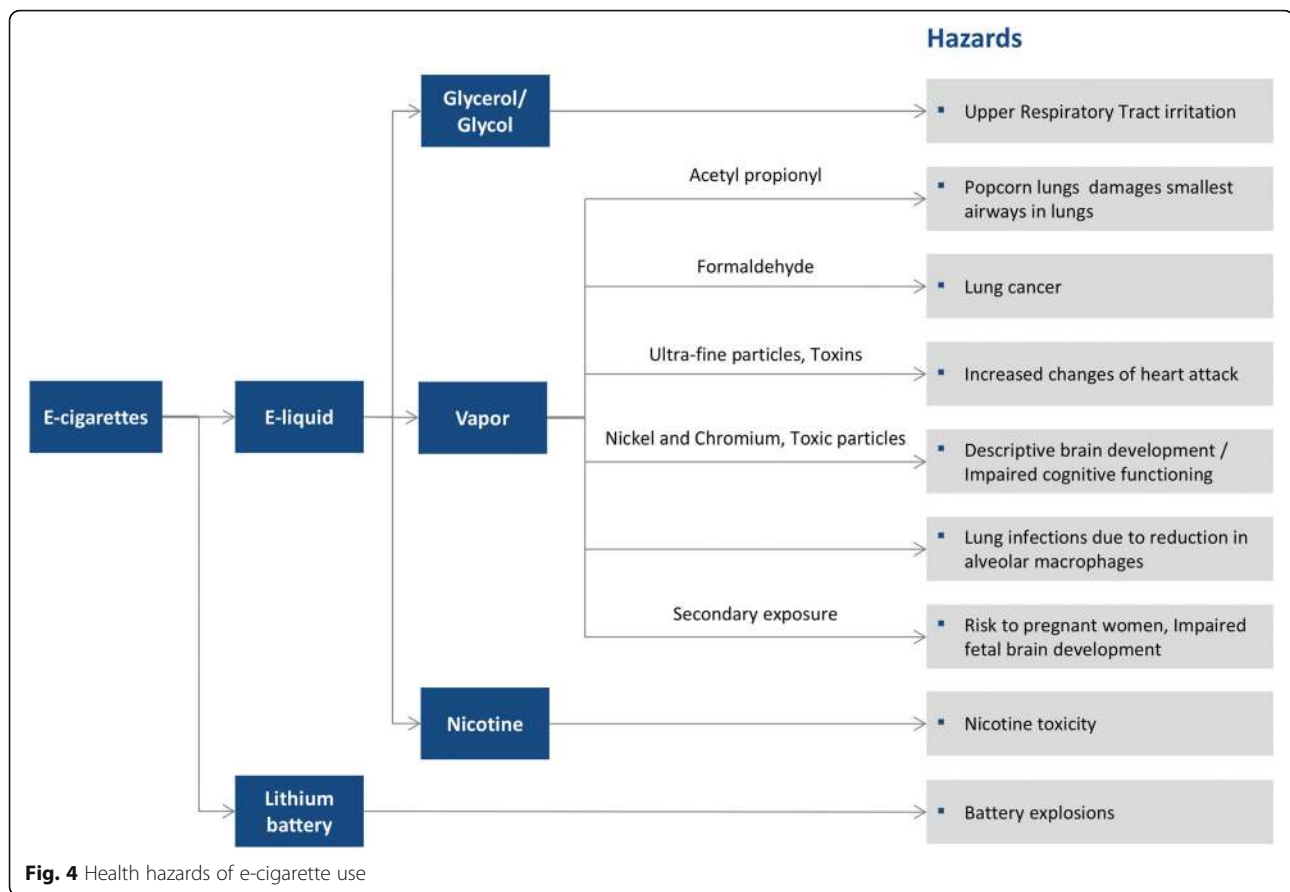 Hazards
Glycerol/
Glycol
▪ Upper Respiratory Tract irritation
Acetyl propionyl
▪ Popcorn lungs damages smallest
airways in lungs
Formaldehyde
▪ Lung cancer
Ultra-fine particles, Toxins
▪ Increased changes of heart attack
E-cigarettes
E-liquid
Vapor
Nickel and Chromium, Toxic particles
▪ Descriptive brain development /
Impaired cognitive functioning
▪ Lung infections due to reduction in
alveolar macrophages
Secondary exposure
▪ Risk to pregnant women, Impaired
fetal brain development
Nicotine
▪ Nicotine toxicity
Lithium
battery
▪ Battery explosions
Fig. 4 Health hazards of e-cigarette use